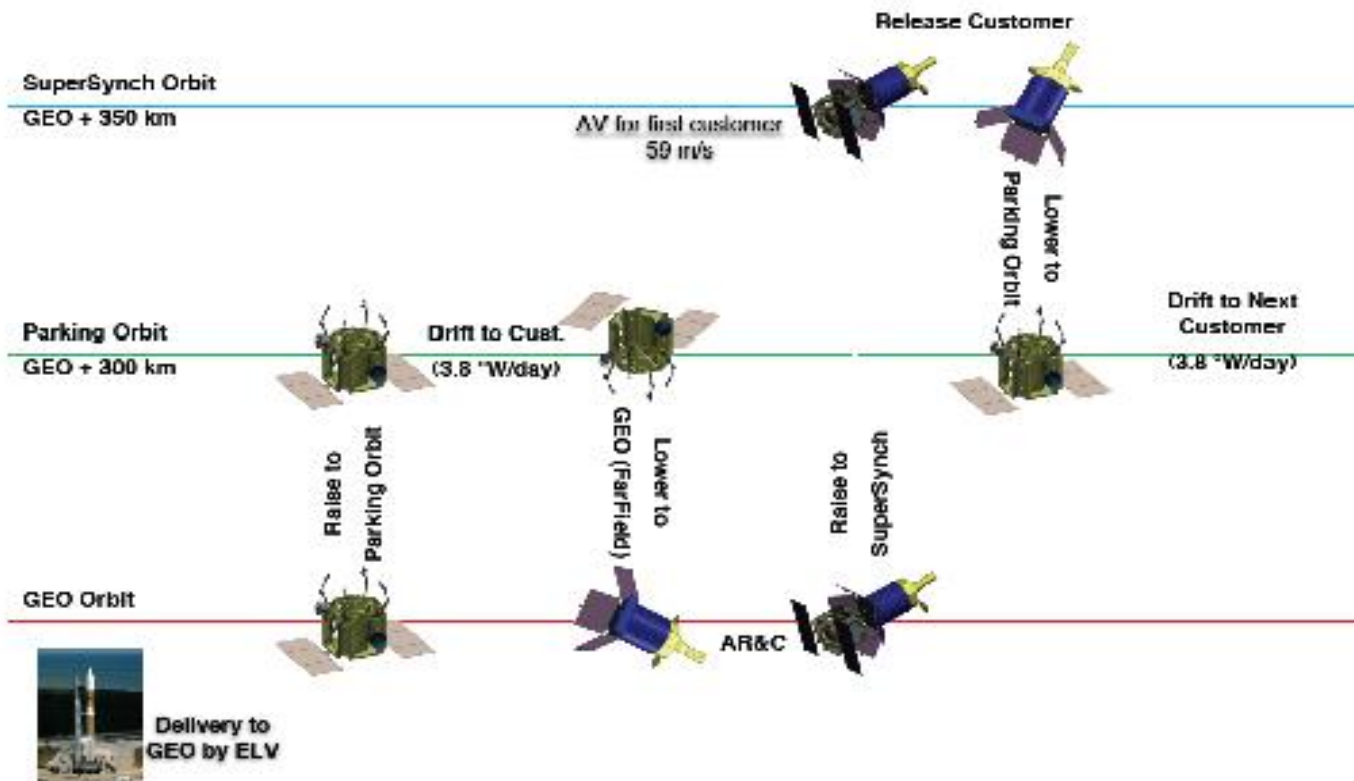 Release Customer
SuperSynch Orbit
GEO + 350 km
ΔV for first customer
59 m/s
Lower to
Parking Orbit
Parking Orbit
GEO + 300 km
Drift to Cust.
(3.8 °W/day)
Drift to Next
Customer
(3.8 °W/day)
Raise to
Parking Orbit
Lower to
GEO (FarField)
Raise to
SuperSynch
GEO Orbit
AR&C
Delivery to
GEO by ELV